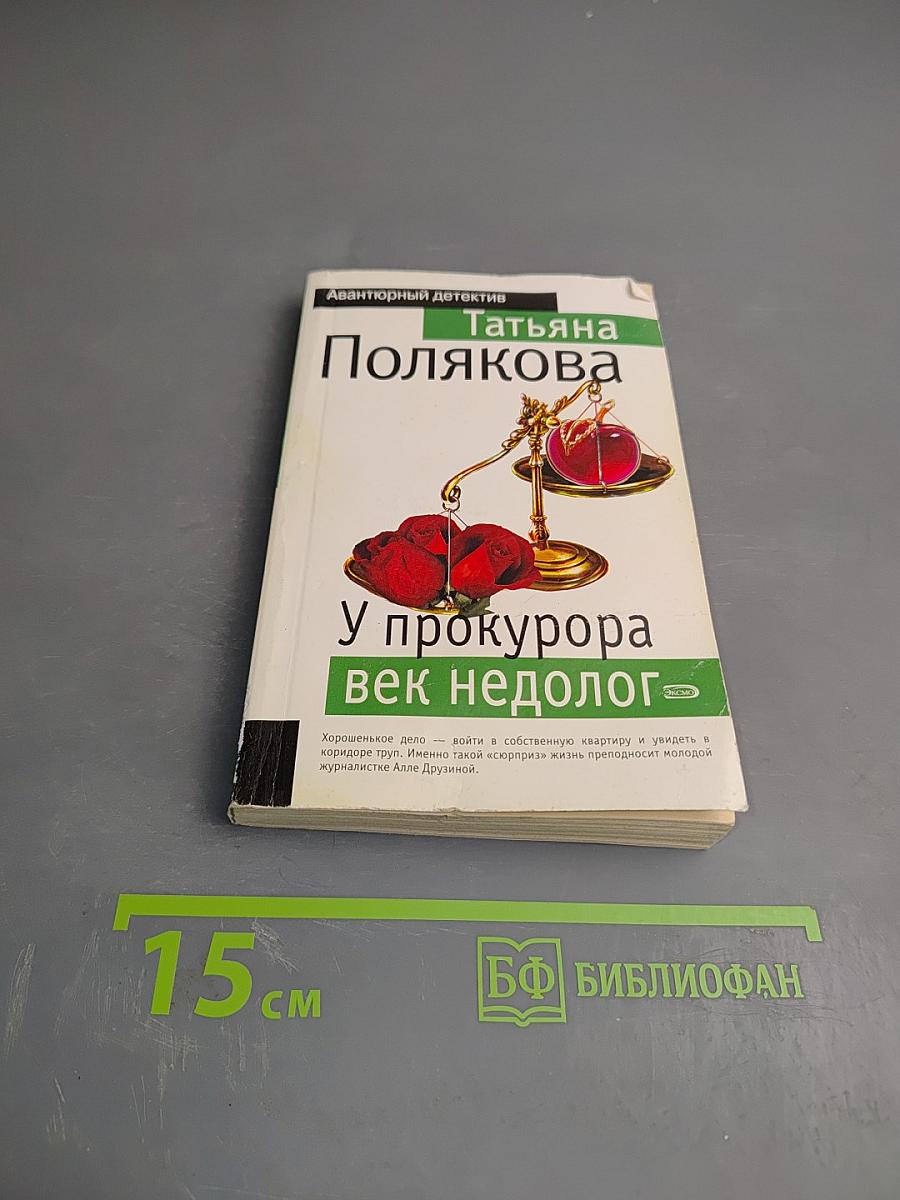 Авантюрный детектив
Татьяна
Полякова
У прокурора
век недолог
ЭКСМО
Хорошенькое дело — войти в собственную квартиру и увидеть в
коридоре труп. Именно такой «сюрприз» жизнь преподносит молодой
журналистке Алле Друзиной.
15 см
БФ БИБЛИОФАН